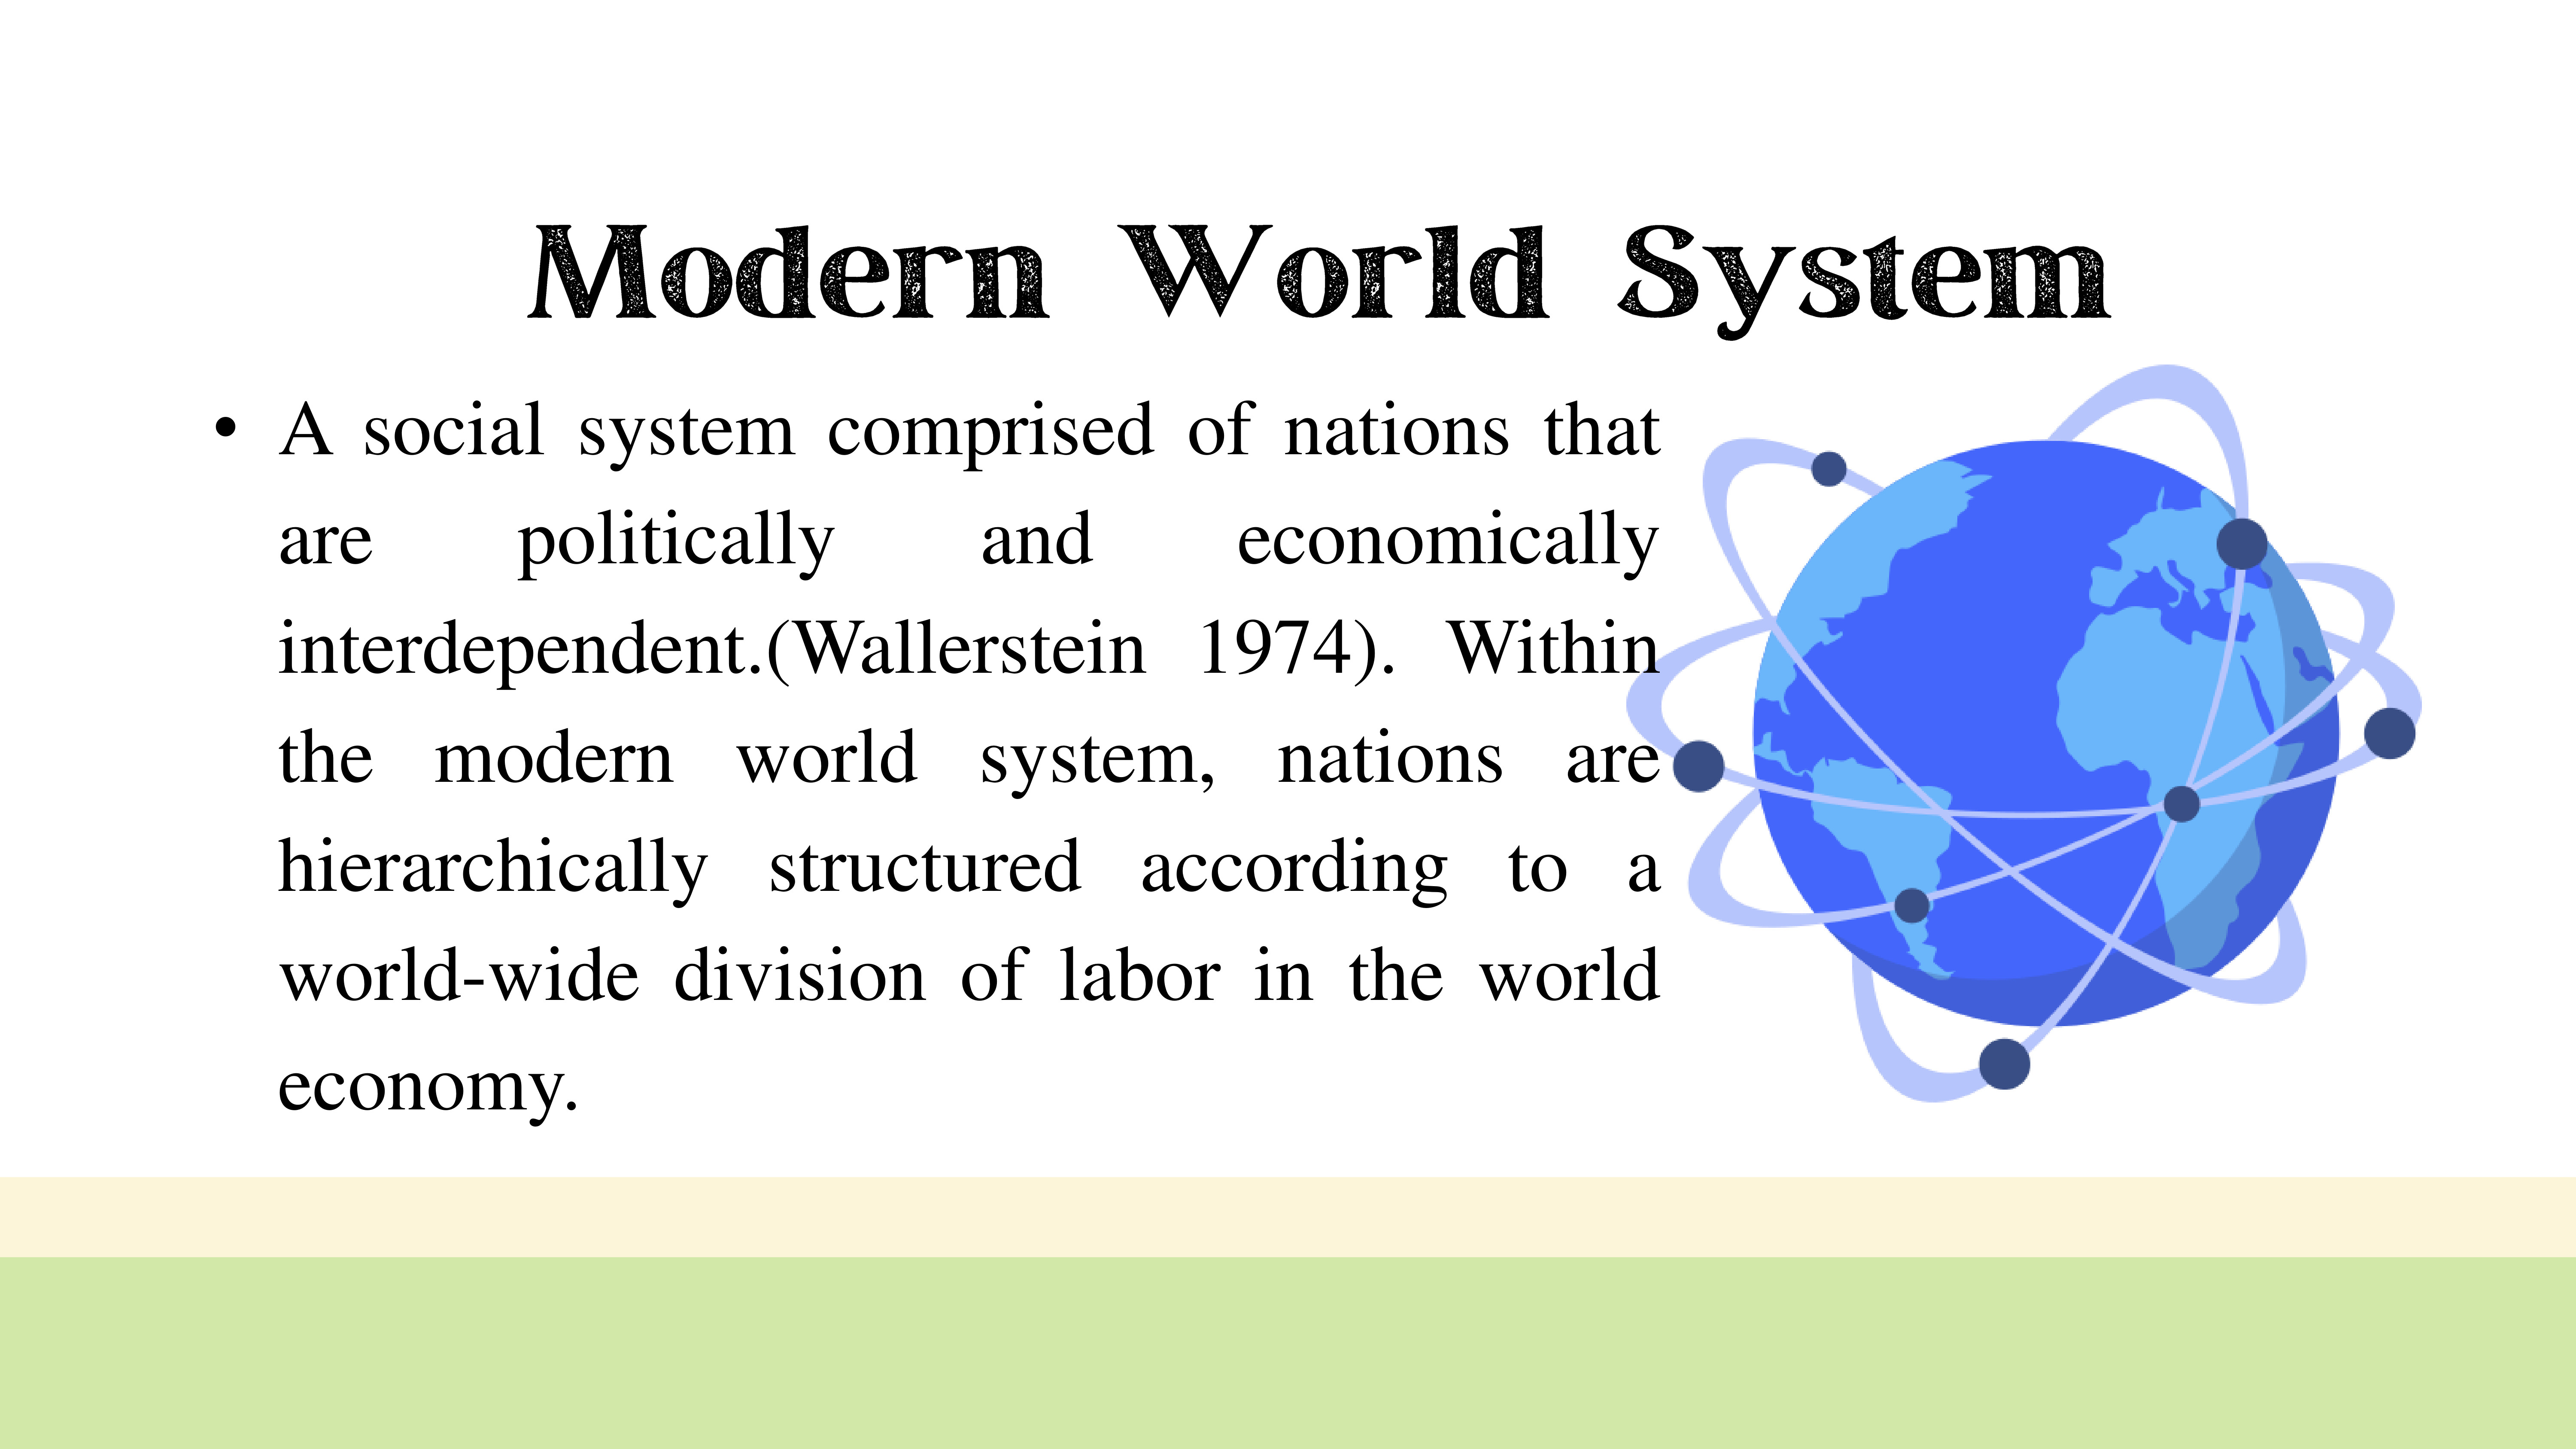 Modern World System
• A social system comprised of nations that
are politically and economically
interdependent.(Wallerstein 1974). Within
the modern world system, nations are
hierarchically structured according to a
world-wide division of labor in the world
economy.